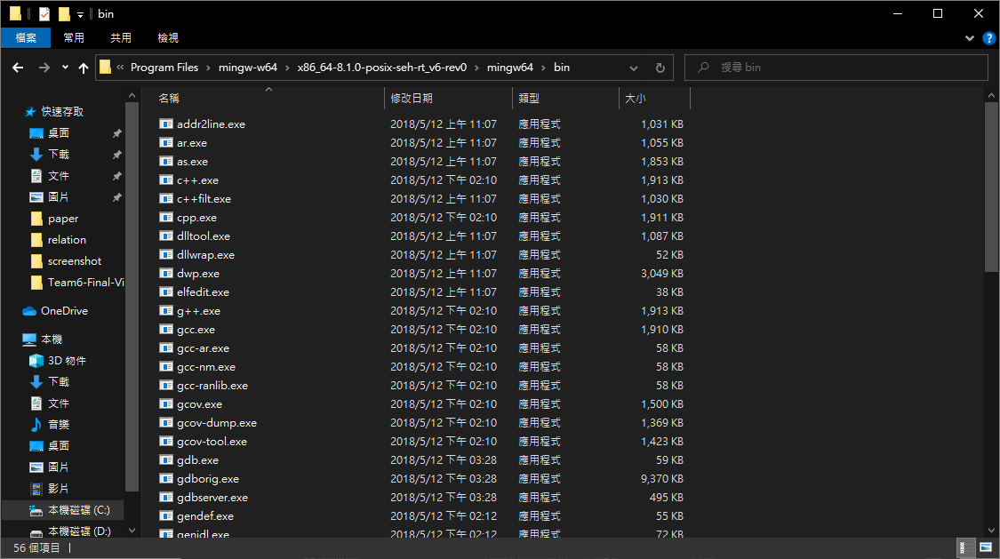 bin
檔案 常用 共用 檢視
« Program Files › mingw-w64 › x86_64-8.1.0-posix-seh-rt_v6-rev0 › mingw64 › bin
搜尋 bin
快速存取
桌面
下載
文件
圖片
paper
relation
screenshot
Team6-Final-Vi
OneDrive
本機
3D 物件
下載
文件
音樂
桌面
圖片
影片
本機磁碟 (C:)
本機磁碟 (D:)
名稱 修改日期 類型 大小
addr2line.exe 2018/5/12 上午 11:07 應用程式 1,031 KB
ar.exe 2018/5/12 上午 11:07 應用程式 1,055 KB
as.exe 2018/5/12 上午 11:07 應用程式 1,853 KB
c++.exe 2018/5/12 下午 02:10 應用程式 1,913 KB
c++filt.exe 2018/5/12 上午 11:07 應用程式 1,030 KB
cpp.exe 2018/5/12 下午 02:10 應用程式 1,911 KB
dlltool.exe 2018/5/12 上午 11:07 應用程式 1,087 KB
dllwrap.exe 2018/5/12 上午 11:07 應用程式 52 KB
dwp.exe 2018/5/12 上午 11:07 應用程式 3,049 KB
elfedit.exe 2018/5/12 上午 11:07 應用程式 38 KB
g++.exe 2018/5/12 下午 02:10 應用程式 1,913 KB
gcc.exe 2018/5/12 下午 02:10 應用程式 1,910 KB
gcc-ar.exe 2018/5/12 下午 02:10 應用程式 58 KB
gcc-nm.exe 2018/5/12 下午 02:10 應用程式 58 KB
gcc-ranlib.exe 2018/5/12 下午 02:10 應用程式 58 KB
gcov.exe 2018/5/12 下午 02:10 應用程式 1,500 KB
gcov-dump.exe 2018/5/12 下午 02:10 應用程式 1,369 KB
gcov-tool.exe 2018/5/12 下午 02:10 應用程式 1,423 KB
gdb.exe 2018/5/12 下午 03:28 應用程式 59 KB
gdborig.exe 2018/5/12 下午 03:28 應用程式 9,370 KB
gdbserver.exe 2018/5/12 下午 03:28 應用程式 495 KB
gendef.exe 2018/5/12 下午 02:12 應用程式 55 KB
genidl.exe 2018/5/12 下午 02:12 應用程式 72 KB
56 個項目